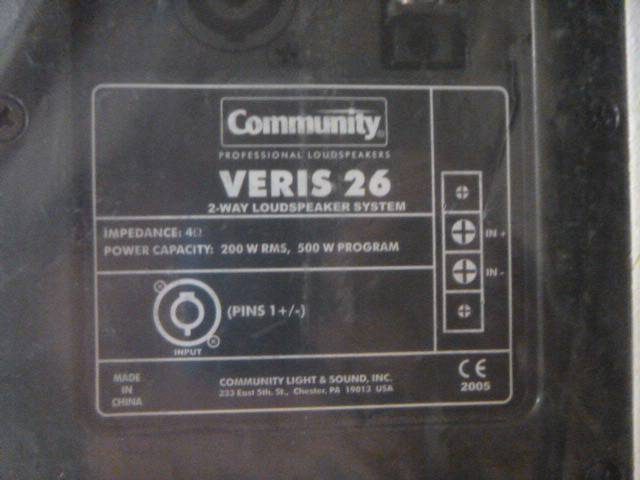 Community
PROFESSIONAL LOUDSPEAKERS
VERIS 26
2-WAY LOUDSPEAKER SYSTEM
IMPEDANCE: 4Ω
POWER CAPACITY: 200 W RMS, 500 W PROGRAM
IN +
IN -
(PINS 1+/-)
INPUT
MADE
IN
CHINA
COMMUNITY LIGHT & SOUND, INC.
333 East 5th. St., Chester, PA 19013 USA
CE
2005